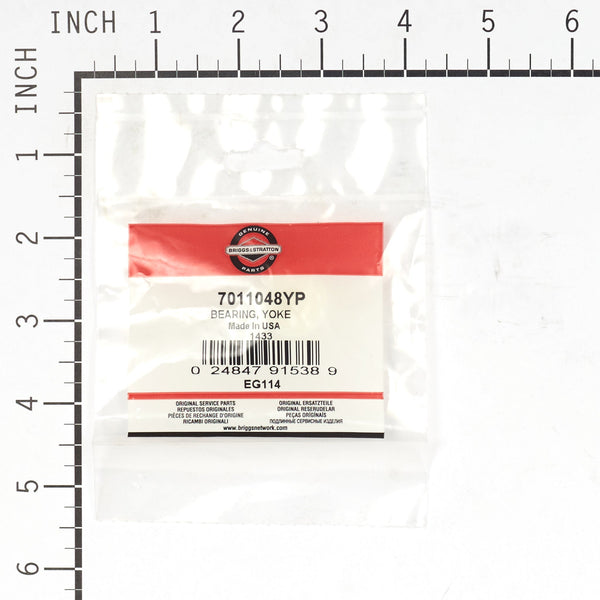 INCH 1 2 3 4 5 6
INCH
1
2
3
4
5
6
GENUINE
BRIGGS & STRATTON
®
PARTS
7011048YP
BEARING, YOKE
Made In USA
1433
0 24847 91538 9
EG114
ORIGINAL SERVICE PARTS
REPUESTOS ORIGINALES
PIÈCES DE RECHANGE D'ORIGINE
RICAMBI ORIGINALI
ORIGINAL ERSATZTEILE
ORIGINAL RESERUDELAR
PEÇAS ORIGINAIS
ПОДЛИННЫЕ СЕРВИСНЫЕ ИЗДЕЛИЯ
www.briggsnetwork.com